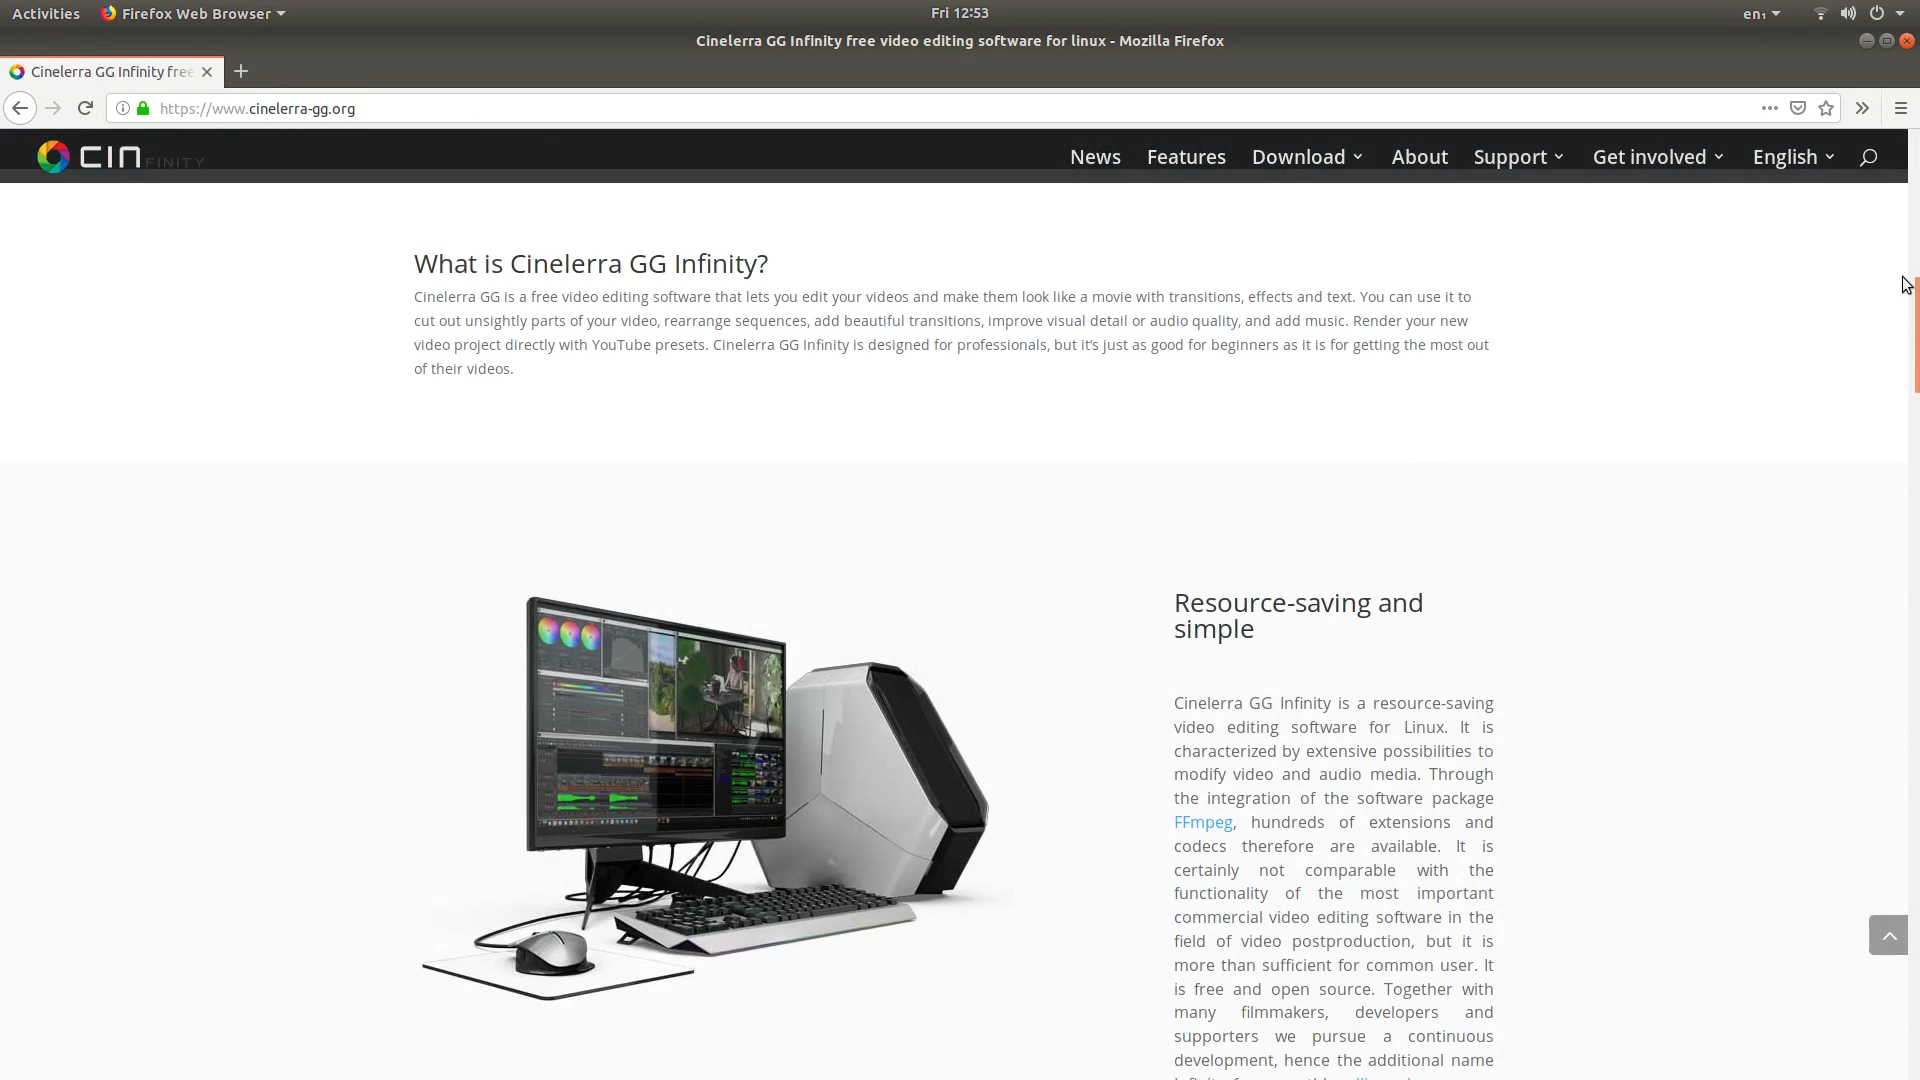 Activities Firefox Web Browser Fri 12:53 en₁
Cinelerra GG Infinity free video editing software for linux - Mozilla Firefox
Cinelerra GG Infinity free
https://www.cinelerra-gg.org
CIN FINITY News Features Download About Support Get involved English
What is Cinelerra GG Infinity?
Cinelerra GG is a free video editing software that lets you edit your videos and make them look like a movie with transitions, effects and text. You can use it to
cut out unsightly parts of your video, rearrange sequences, add beautiful transitions, improve visual detail or audio quality, and add music. Render your new
video project directly with YouTube presets. Cinelerra GG Infinity is designed for professionals, but it’s just as good for beginners as it is for getting the most out
of their videos.
Resource-saving and
simple
Cinelerra GG Infinity is a resource-saving
video editing software for Linux. It is
characterized by extensive possibilities to
modify video and audio media. Through
the integration of the software package
FFmpeg, hundreds of extensions and
codecs therefore are available. It is
certainly not comparable with the
functionality of the most important
commercial video editing software in the
field of video postproduction, but it is
more than sufficient for common user. It
is free and open source. Together with
many filmmakers, developers and
supporters we pursue a continuous
development, hence the additional name